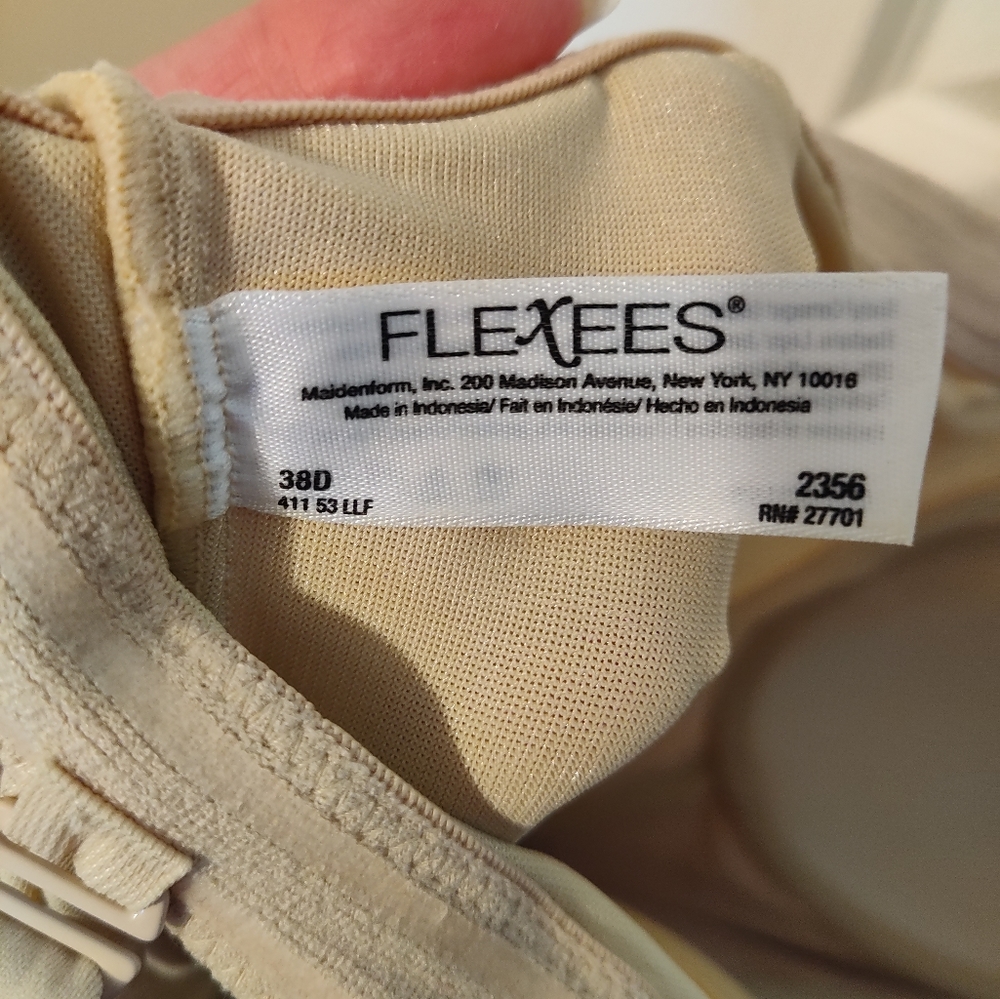 FLEXEES®
Maidenform, Inc. 200 Madison Avenue, New York, NY 10016
Made in Indonesia/ Fait en Indonésie/ Hecho en Indonesia
38D
411 53 LLF
2356
RN# 27701